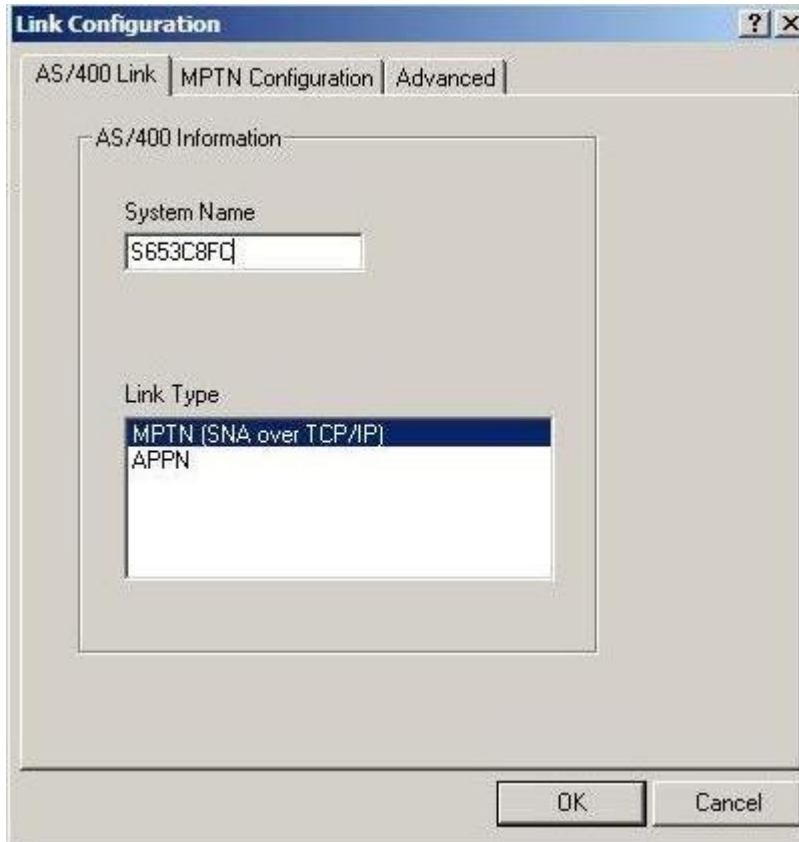 Link Configuration
AS/400 Link MPTN Configuration Advanced
AS/400 Information
System Name
S653C8FC
Link Type
MPTN (SNA over TCP/IP)
APPN
OK Cancel